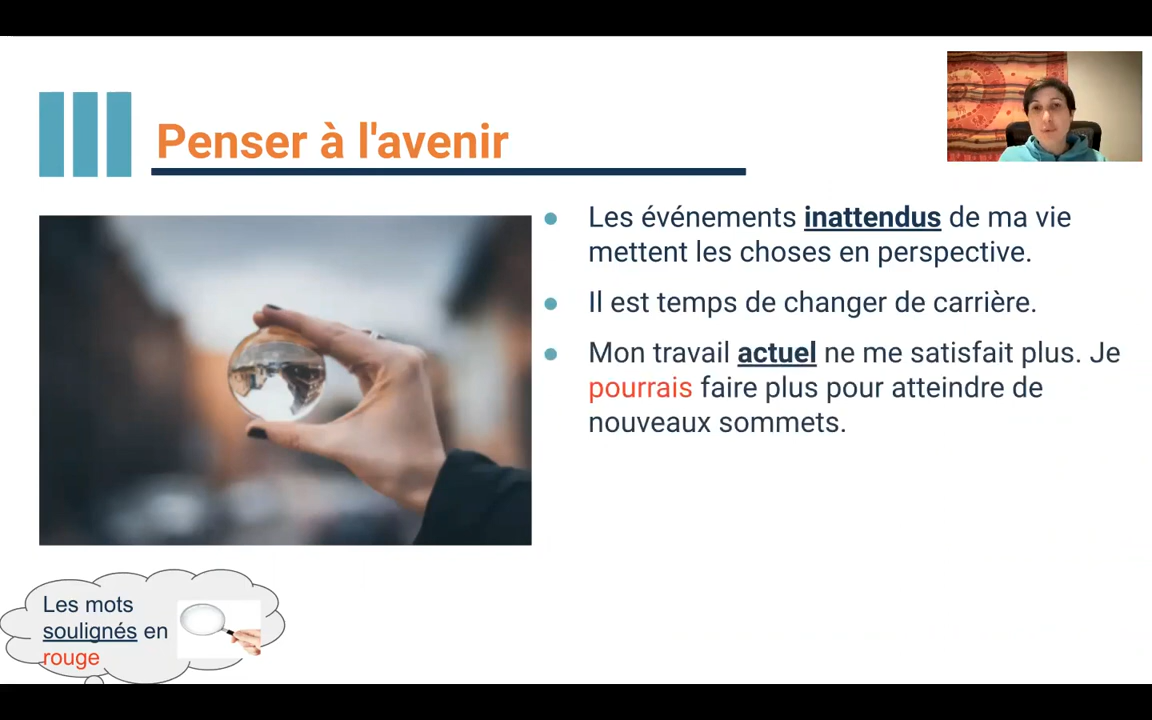 Penser à l'avenir
Les événements inattendus de ma vie
mettent les choses en perspective.
Il est temps de changer de carrière.
Mon travail actuel ne me satisfait plus. Je
pourrais faire plus pour atteindre de
nouveaux sommets.
Les mots
soulignés en
rouge